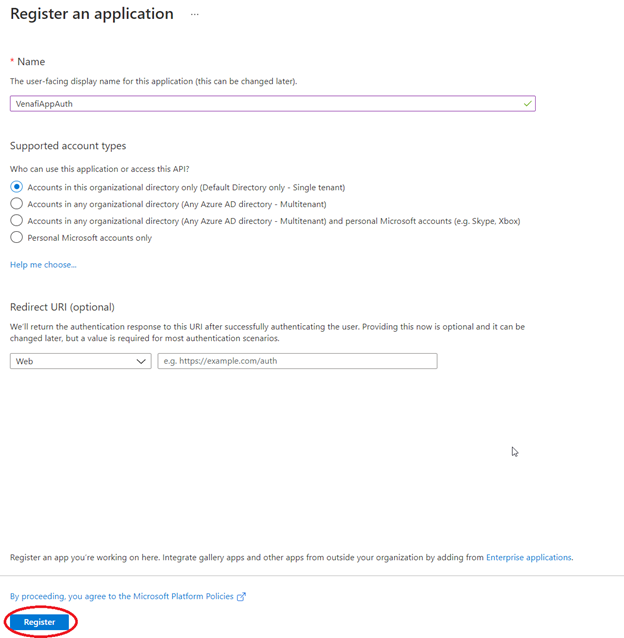 Register an application ...
* Name
The user-facing display name for this application (this can be changed later).
VenafiAppAuth
Supported account types
Who can use this application or access this API?
Accounts in this organizational directory only (Default Directory only - Single tenant)
Accounts in any organizational directory (Any Azure AD directory - Multitenant)
Accounts in any organizational directory (Any Azure AD directory - Multitenant) and personal Microsoft accounts (e.g. Skype, Xbox)
Personal Microsoft accounts only
Help me choose...
Redirect URI (optional)
We'll return the authentication response to this URI after successfully authenticating the user. Providing this now is optional and it can be
changed later, but a value is required for most authentication scenarios.
Web e.g. https://example.com/auth
Register an app you're working on here. Integrate gallery apps and other apps from outside your organization by adding from Enterprise applications.
By proceeding, you agree to the Microsoft Platform Policies
Register